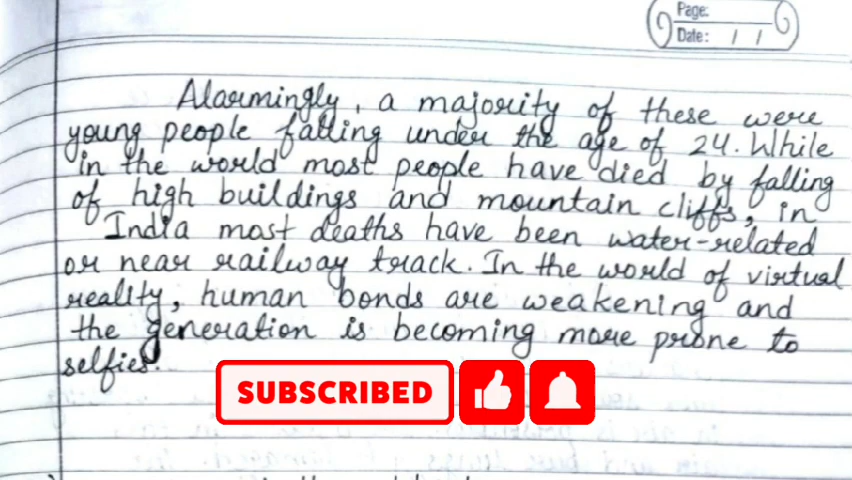 Page:
Date: / /
Alarmingly, a majority of these were
young people falling under the age of 24. While
in the world most people have died by falling
of high buildings and mountain cliffs, in
India most deaths have been water-related
or near railway track. In the world of virtual
reality, human bonds are weakening and
the generation is becoming more prone to
selfies.
SUBSCRIBED